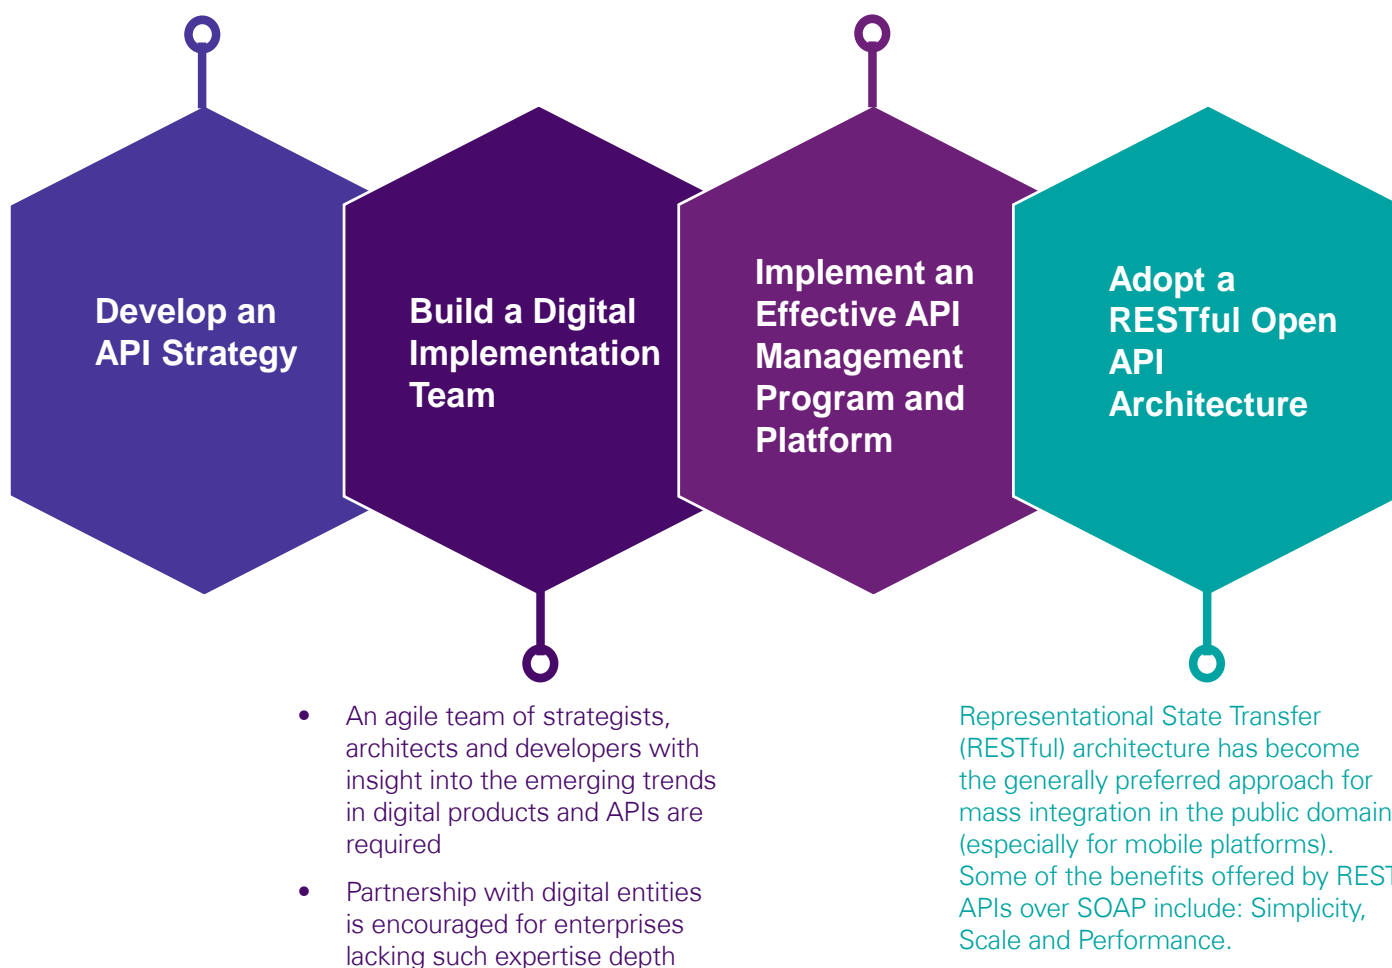 Develop an
API Strategy
Build a Digital
Implementation
Team
Implement an
Effective API
Management
Program and
Platform
Adopt a
RESTful Open
API
Architecture
• An agile team of strategists,
architects and developers with
insight into the emerging trends
in digital products and APIs are
required
• Partnership with digital entities
is encouraged for enterprises
lacking such expertise depth
Representational State Transfer
(RESTful) architecture has become
the generally preferred approach for
mass integration in the public domain
(especially for mobile platforms).
Some of the benefits offered by REST
APIs over SOAP include: Simplicity,
Scale and Performance.